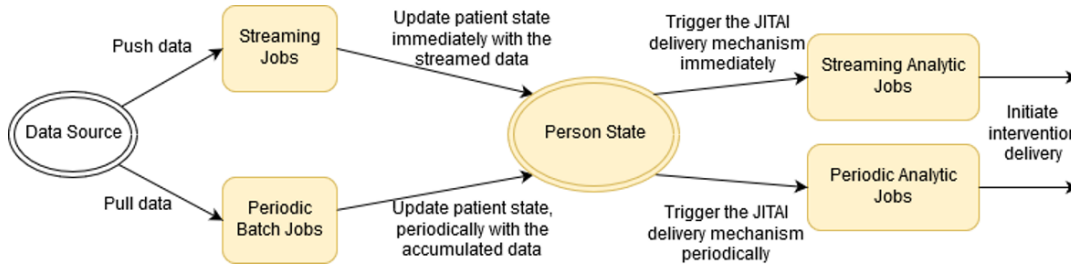 Push data
Streaming
Jobs
Update patient state
immediately with the
streamed data
Trigger the JITAI
delivery mechanism
immediately
Streaming Analytic
Jobs
Data Source
Person State
Initiate
intervention
delivery
Pull data
Periodic
Batch Jobs
Update patient state,
periodically with the
accumulated data
Trigger the JITAI
delivery mechanism
periodically
Periodic Analytic
Jobs